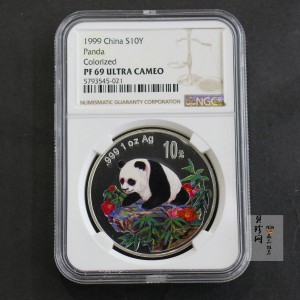 1999 China S10Y
Panda
Colorized
PF 69 ULTRA CAMEO
5793545-021
NUMISMATIC GUARANTY CORPORATION
NGC
.999 1 oz Ag 10元